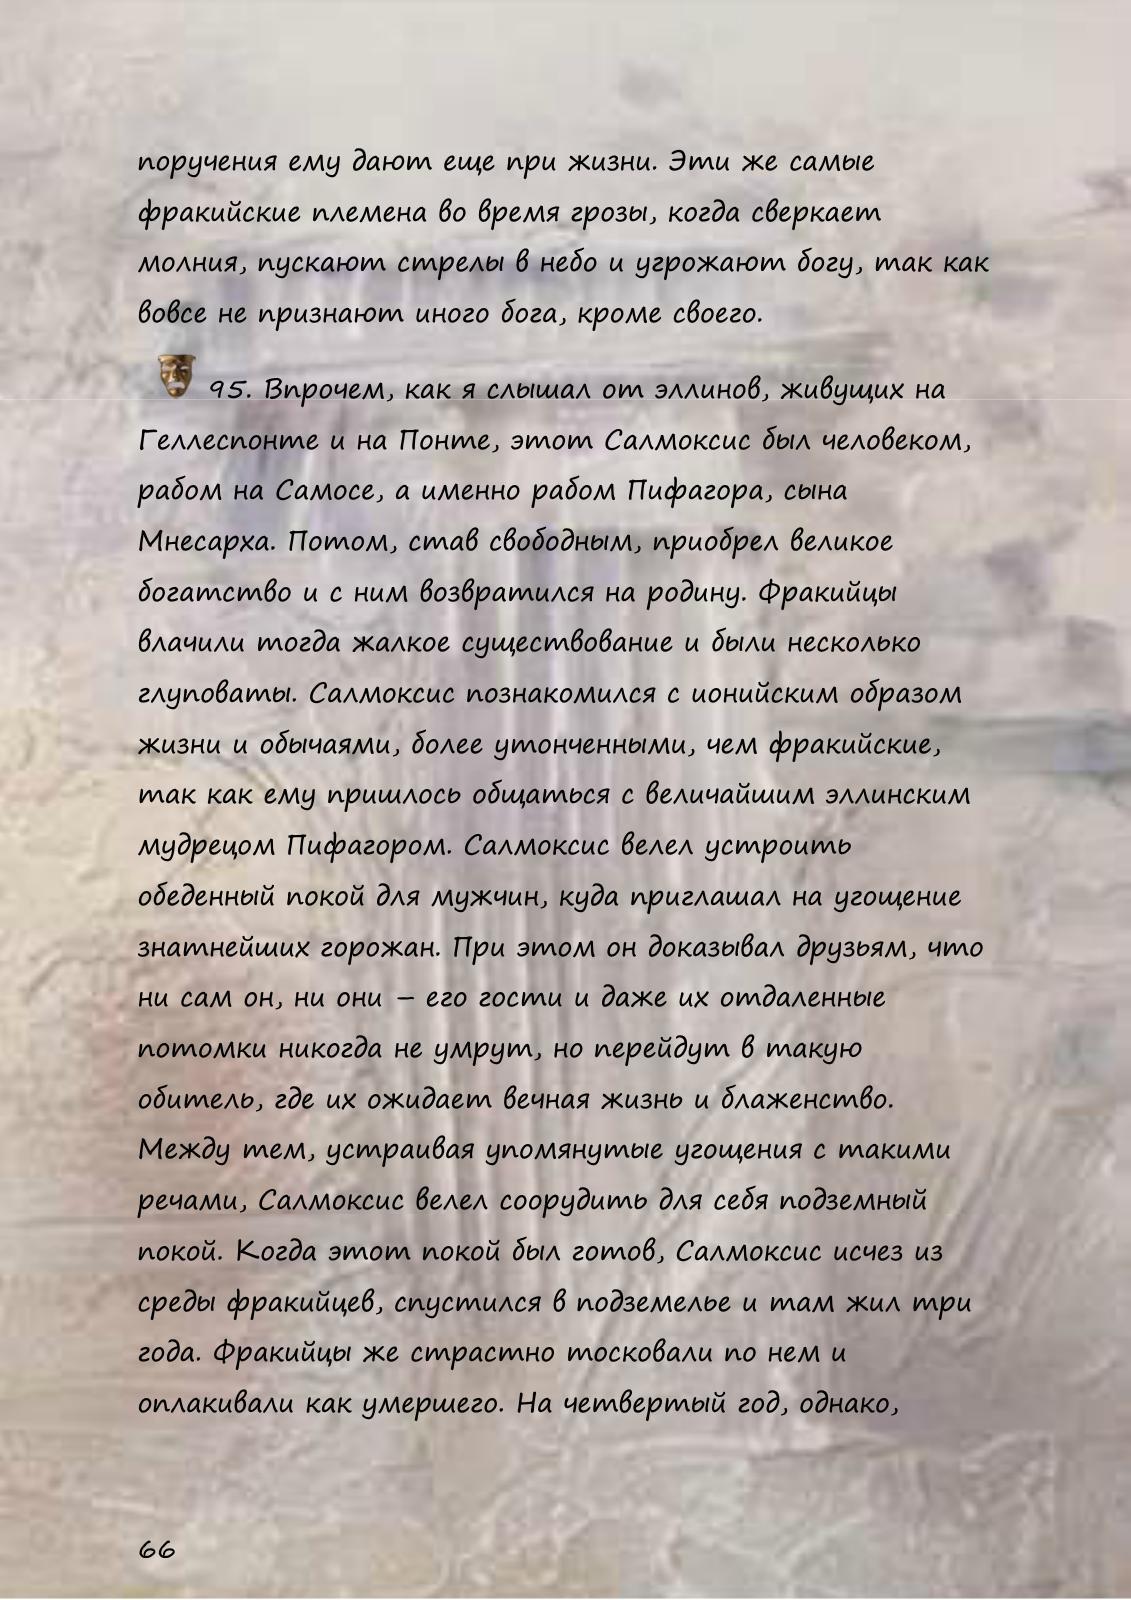 поручения ему дают еще при жизни. Эти же самые
фракийские племена во время грозы, когда сверкает
молния, пускают стрелы в небо и угрожают богу, так как
вовсе не признают иного бога, кроме своего.
95. Впрочем, как я слышал от эллинов, живущих на
Геллеспонте и на Понте, этот Салмоксис был человеком,
рабом на Самосе, а именно рабом Пифагора, сына
Мнесарха. Потом, став свободным, приобрел великое
богатство и с ним возвратился на родину. Фракийцы
влачили тогда жалкое существование и были несколько
глуповаты. Салмоксис познакомился с ионийским образом
жизни и обычаями, более утонченными, чем фракийские,
так как ему пришлось общаться с величайшим эллинским
мудрецом Пифагором. Салмоксис велел устроить
обеденный покой для мужчин, куда приглашал на угощение
знатнейших горожан. При этом он доказывал друзьям, что
ни сам он, ни они – его гости и даже их отдаленные
потомки никогда не умрут, но перейдут в такую
обитель, где их ожидает вечная жизнь и блаженство.
Между тем, устраивая упомянутые угощения с такими
речами, Салмоксис велел соорудить для себя подземный
покой. Когда этот покой был готов, Салмоксис исчез из
среды фракийцев, спустился в подземелье и там жил три
года. Фракийцы же страстно тосковали по нем и
оплакивали как умершего. На четвертый год, однако,
66